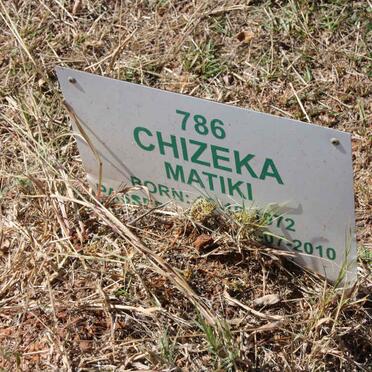 786
CHIZEKA
MATIKI
BORN:
07-2010